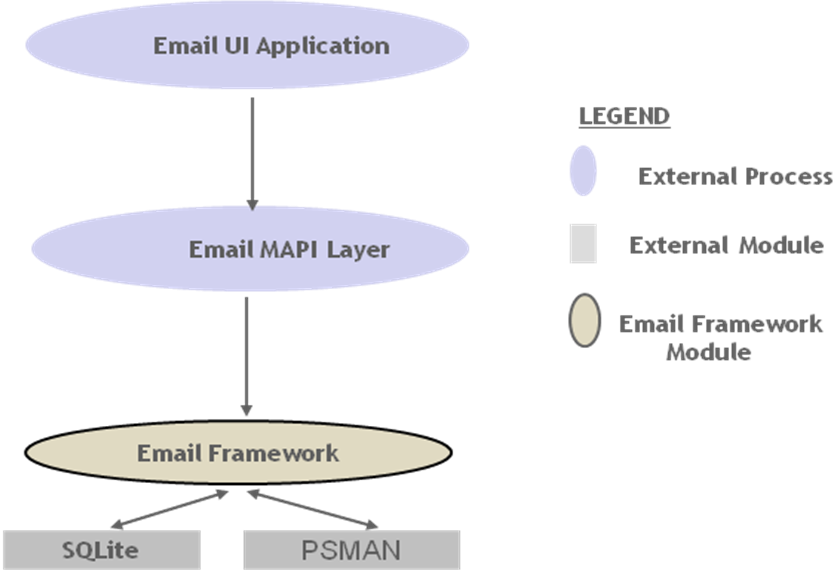 Email UI Application
LEGEND
External Process
Email MAPI Layer
External Module
Email Framework
Module
Email Framework
SQLite
PSMAN